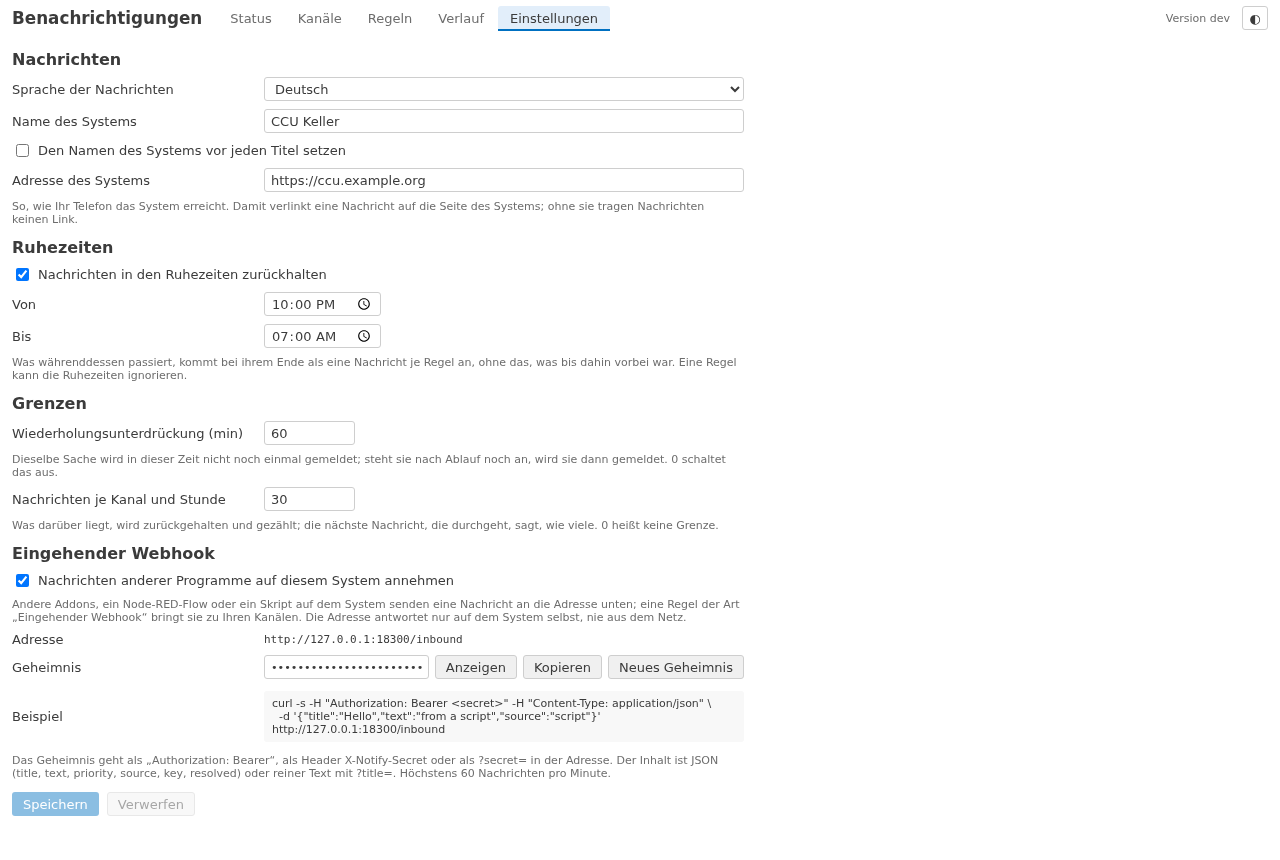 Benachrichtigungen Status Kanäle Regeln Verlauf Einstellungen Version dev
Nachrichten
Sprache der Nachrichten Deutsch
Name des Systems CCU Keller
Den Namen des Systems vor jeden Titel setzen
Adresse des Systems https://ccu.example.org
So, wie Ihr Telefon das System erreicht. Damit verlinkt eine Nachricht auf die Seite des Systems; ohne sie tragen Nachrichten
keinen Link.
Ruhezeiten
Nachrichten in den Ruhezeiten zurückhalten
Von 10:00 PM
Bis 07:00 AM
Was währenddessen passiert, kommt bei ihrem Ende als eine Nachricht je Regel an, ohne das, was bis dahin vorbei war. Eine Regel
kann die Ruhezeiten ignorieren.
Grenzen
Wiederholungsunterdrückung (min) 60
Dieselbe Sache wird in dieser Zeit nicht noch einmal gemeldet; steht sie nach Ablauf noch an, wird sie dann gemeldet. 0 schaltet
das aus.
Nachrichten je Kanal und Stunde 30
Was darüber liegt, wird zurückgehalten und gezählt; die nächste Nachricht, die durchgeht, sagt, wie viele. 0 heißt keine Grenze.
Eingehender Webhook
Nachrichten anderer Programme auf diesem System annehmen
Andere Addons, ein Node-RED-Flow oder ein Skript auf dem System senden eine Nachricht an die Adresse unten; eine Regel der Art
„Eingehender Webhook“ bringt sie zu Ihren Kanälen. Die Adresse antwortet nur auf dem System selbst, nie aus dem Netz.
Adresse http://127.0.0.1:18300/inbound
Geheimnis ••••••••••••••••••••••• Anzeigen Kopieren Neues Geheimnis
Beispiel
curl -s -H "Authorization: Bearer <secret>" -H "Content-Type: application/json" \
-d '{"title":"Hello","text":"from a script","source":"script"}'
http://127.0.0.1:18300/inbound
Das Geheimnis geht als „Authorization: Bearer“, als Header X-Notify-Secret oder als ?secret= in der Adresse. Der Inhalt ist JSON
(title, text, priority, source, key, resolved) oder reiner Text mit ?title=. Höchstens 60 Nachrichten pro Minute.
Speichern Verwerfen